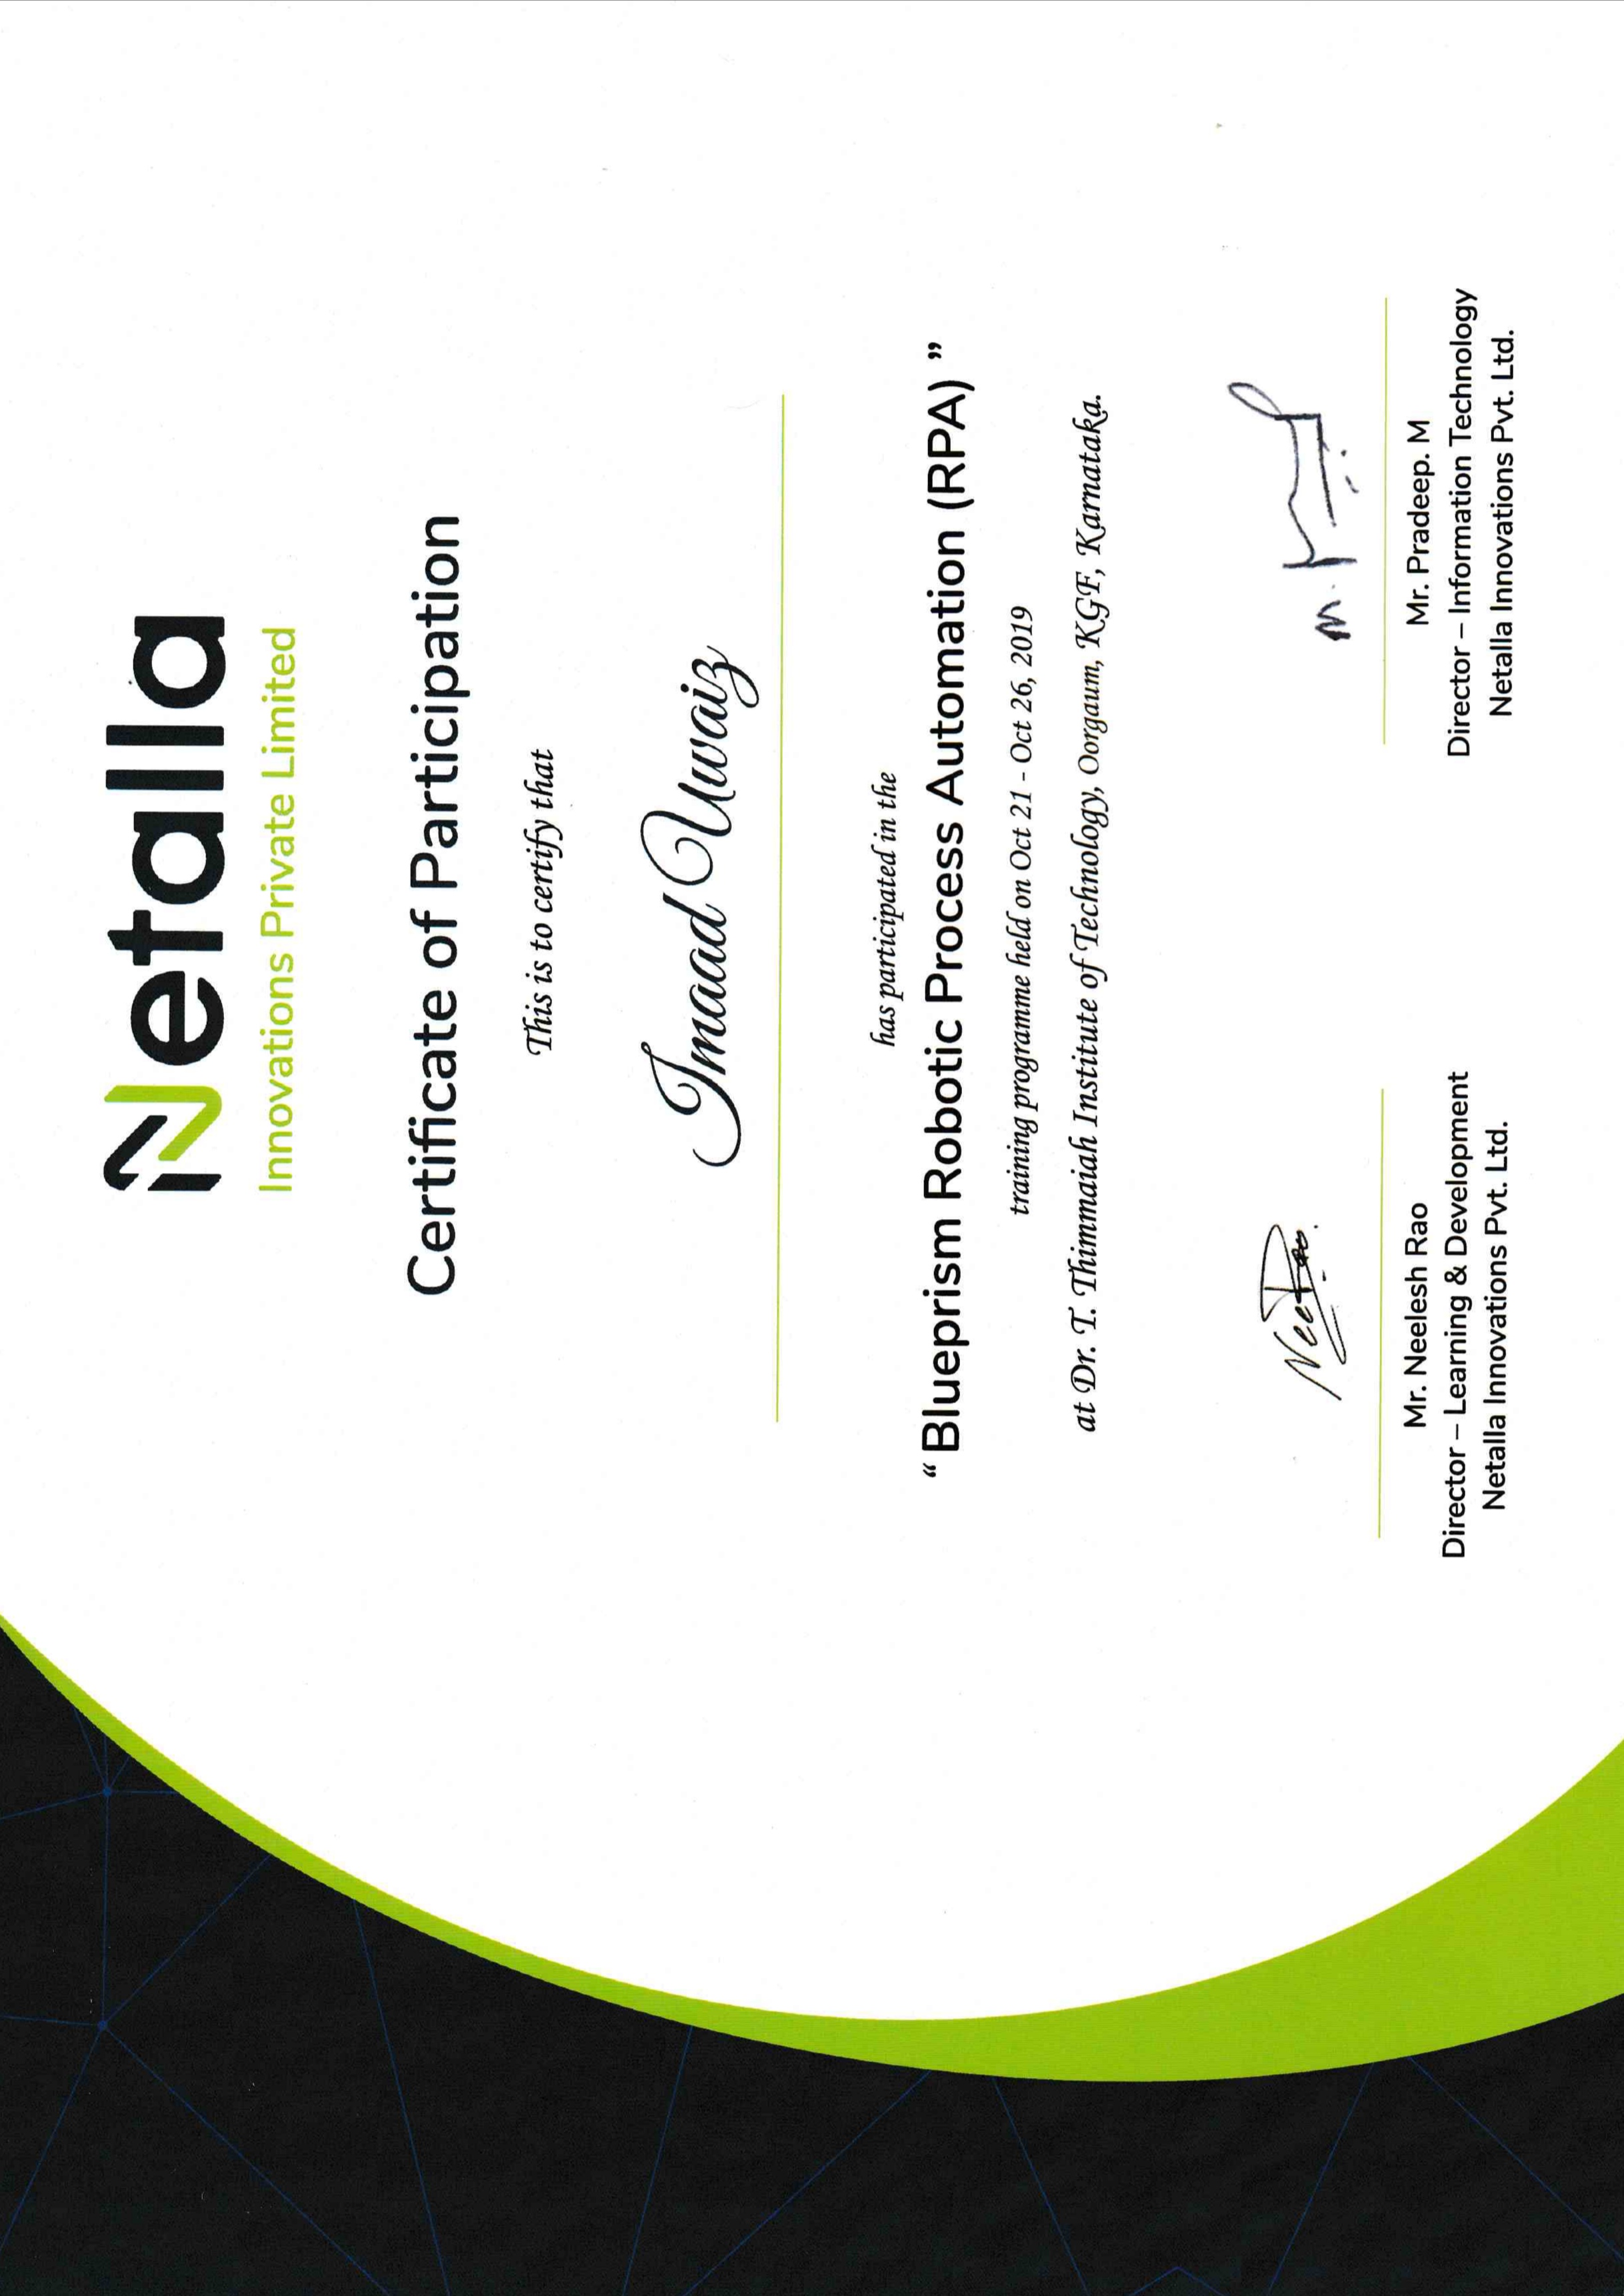 Netalla
Innovations Private Limited
Certificate of Participation
This is to certify that
Imaad Uwaiz
has participated in the
“ Blueprism Robotic Process Automation (RPA) ”
training programme held on Oct 21 - Oct 26, 2019
at Dr. T. Thimmaiah Institute of Technology, Oorgaum, KGF, Karnataka.
Mr. Neelesh Rao
Director – Learning & Development
Netalla Innovations Pvt. Ltd.
Mr. Pradeep. M
Director – Information Technology
Netalla Innovations Pvt. Ltd.